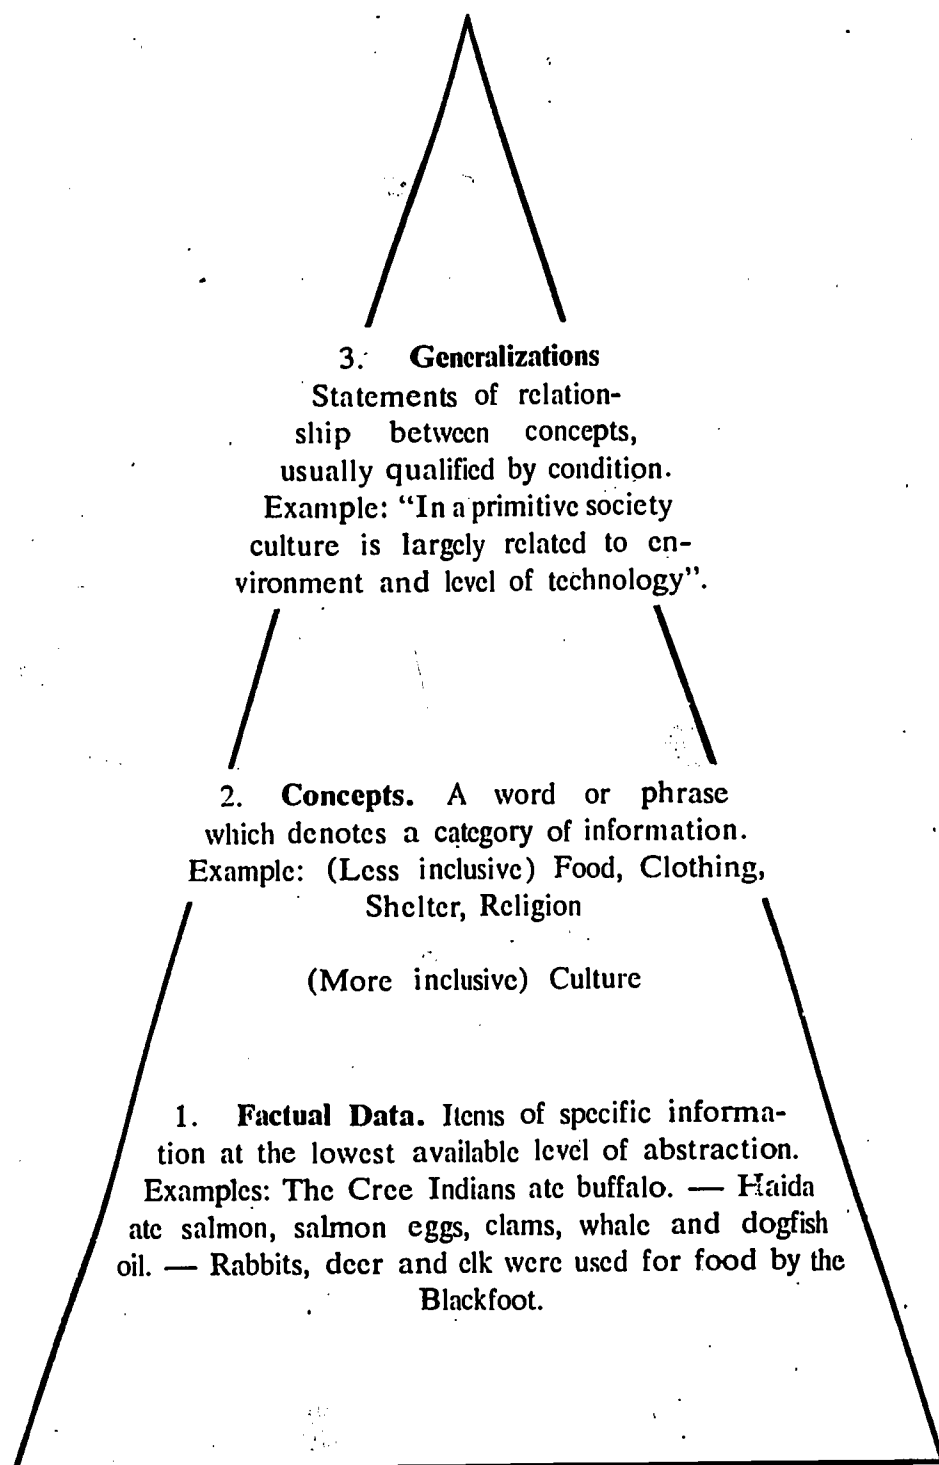 3. Generalizations
Statements of relation-
ship between concepts,
usually qualified by condition.
Example: “In a primitive society
culture is largely related to en-
vironment and level of technology”.
2. Concepts. A word or phrase
which denotes a category of information.
Example: (Less inclusive) Food, Clothing,
Shelter, Religion
(More inclusive) Culture
1. Factual Data. Items of specific informa-
tion at the lowest available level of abstraction.
Examples: The Cree Indians ate buffalo. — Haida
ate salmon, salmon eggs, clams, whale and dogfish
oil. — Rabbits, deer and elk were used for food by the
Blackfoot.